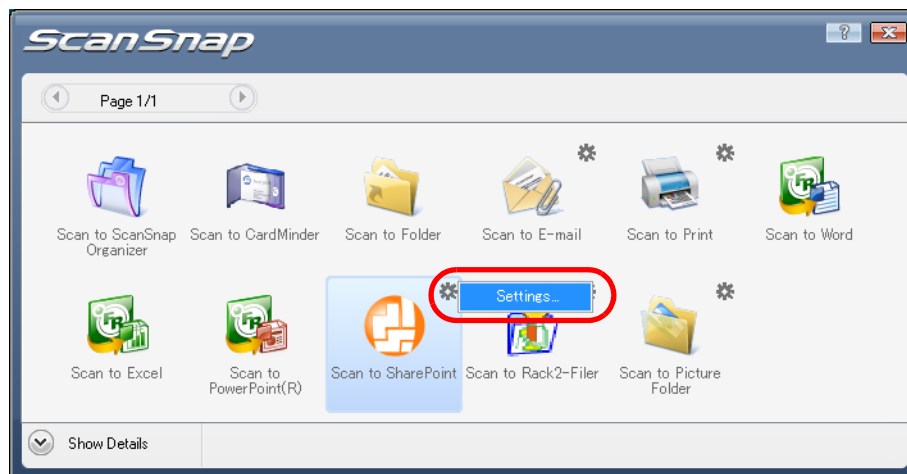 ScanSnap
?
Page 1/1
Scan to ScanSnap
Organizer
Scan to CardMinder
Scan to Folder
Scan to E-mail
Scan to Print
Scan to Word
Settings...
Scan to Excel
Scan to
PowerPoint(R)
Scan to SharePoint
Scan to Rack2-Filer
Scan to Picture
Folder
Show Details